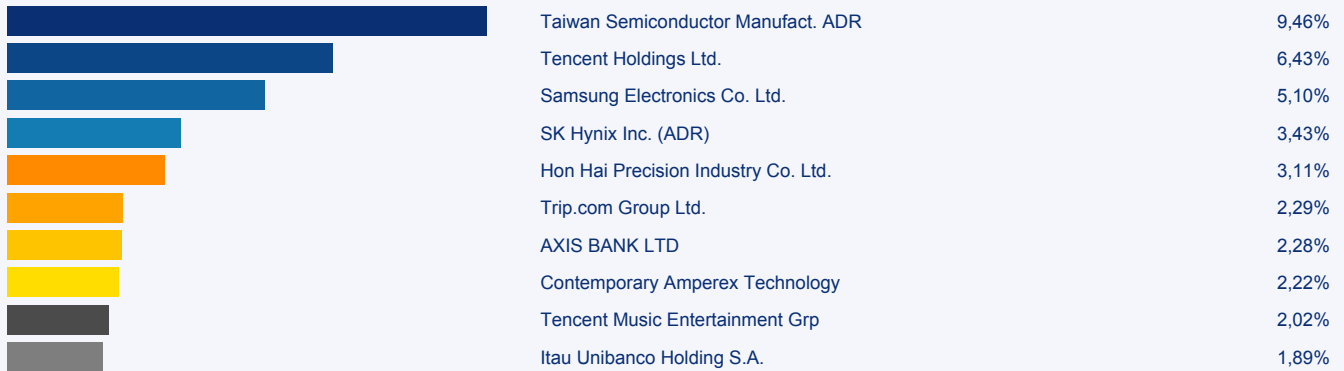 Taiwan Semiconductor Manufact. ADR 9,46%
Tencent Holdings Ltd. 6,43%
Samsung Electronics Co. Ltd. 5,10%
SK Hynix Inc. (ADR) 3,43%
Hon Hai Precision Industry Co. Ltd. 3,11%
Trip.com Group Ltd. 2,29%
AXIS BANK LTD 2,28%
Contemporary Amperex Technology 2,22%
Tencent Music Entertainment Grp 2,02%
Itau Unibanco Holding S.A. 1,89%